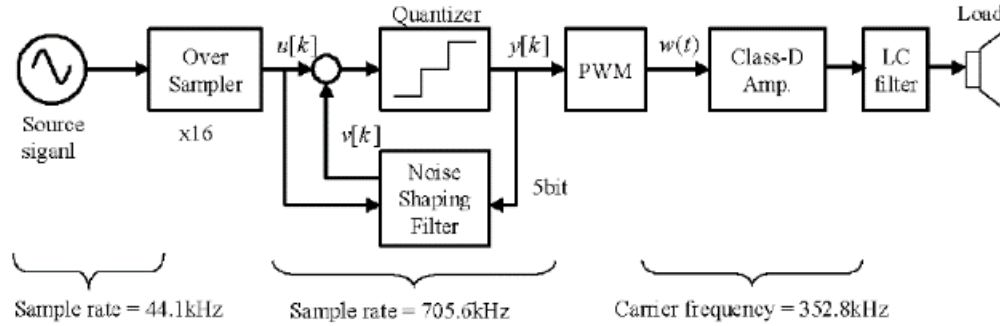 Quantizer
Load
Over
Sampler
u[k]
y[k]
PWM
w(t)
Class-D
Amp.
LC
filter
Source
siganl
x16
v[k]
Noise
Shaping
Filter
5bit
Sample rate = 44.1kHz
Sample rate = 705.6kHz
Carrier frequency = 352.8kHz